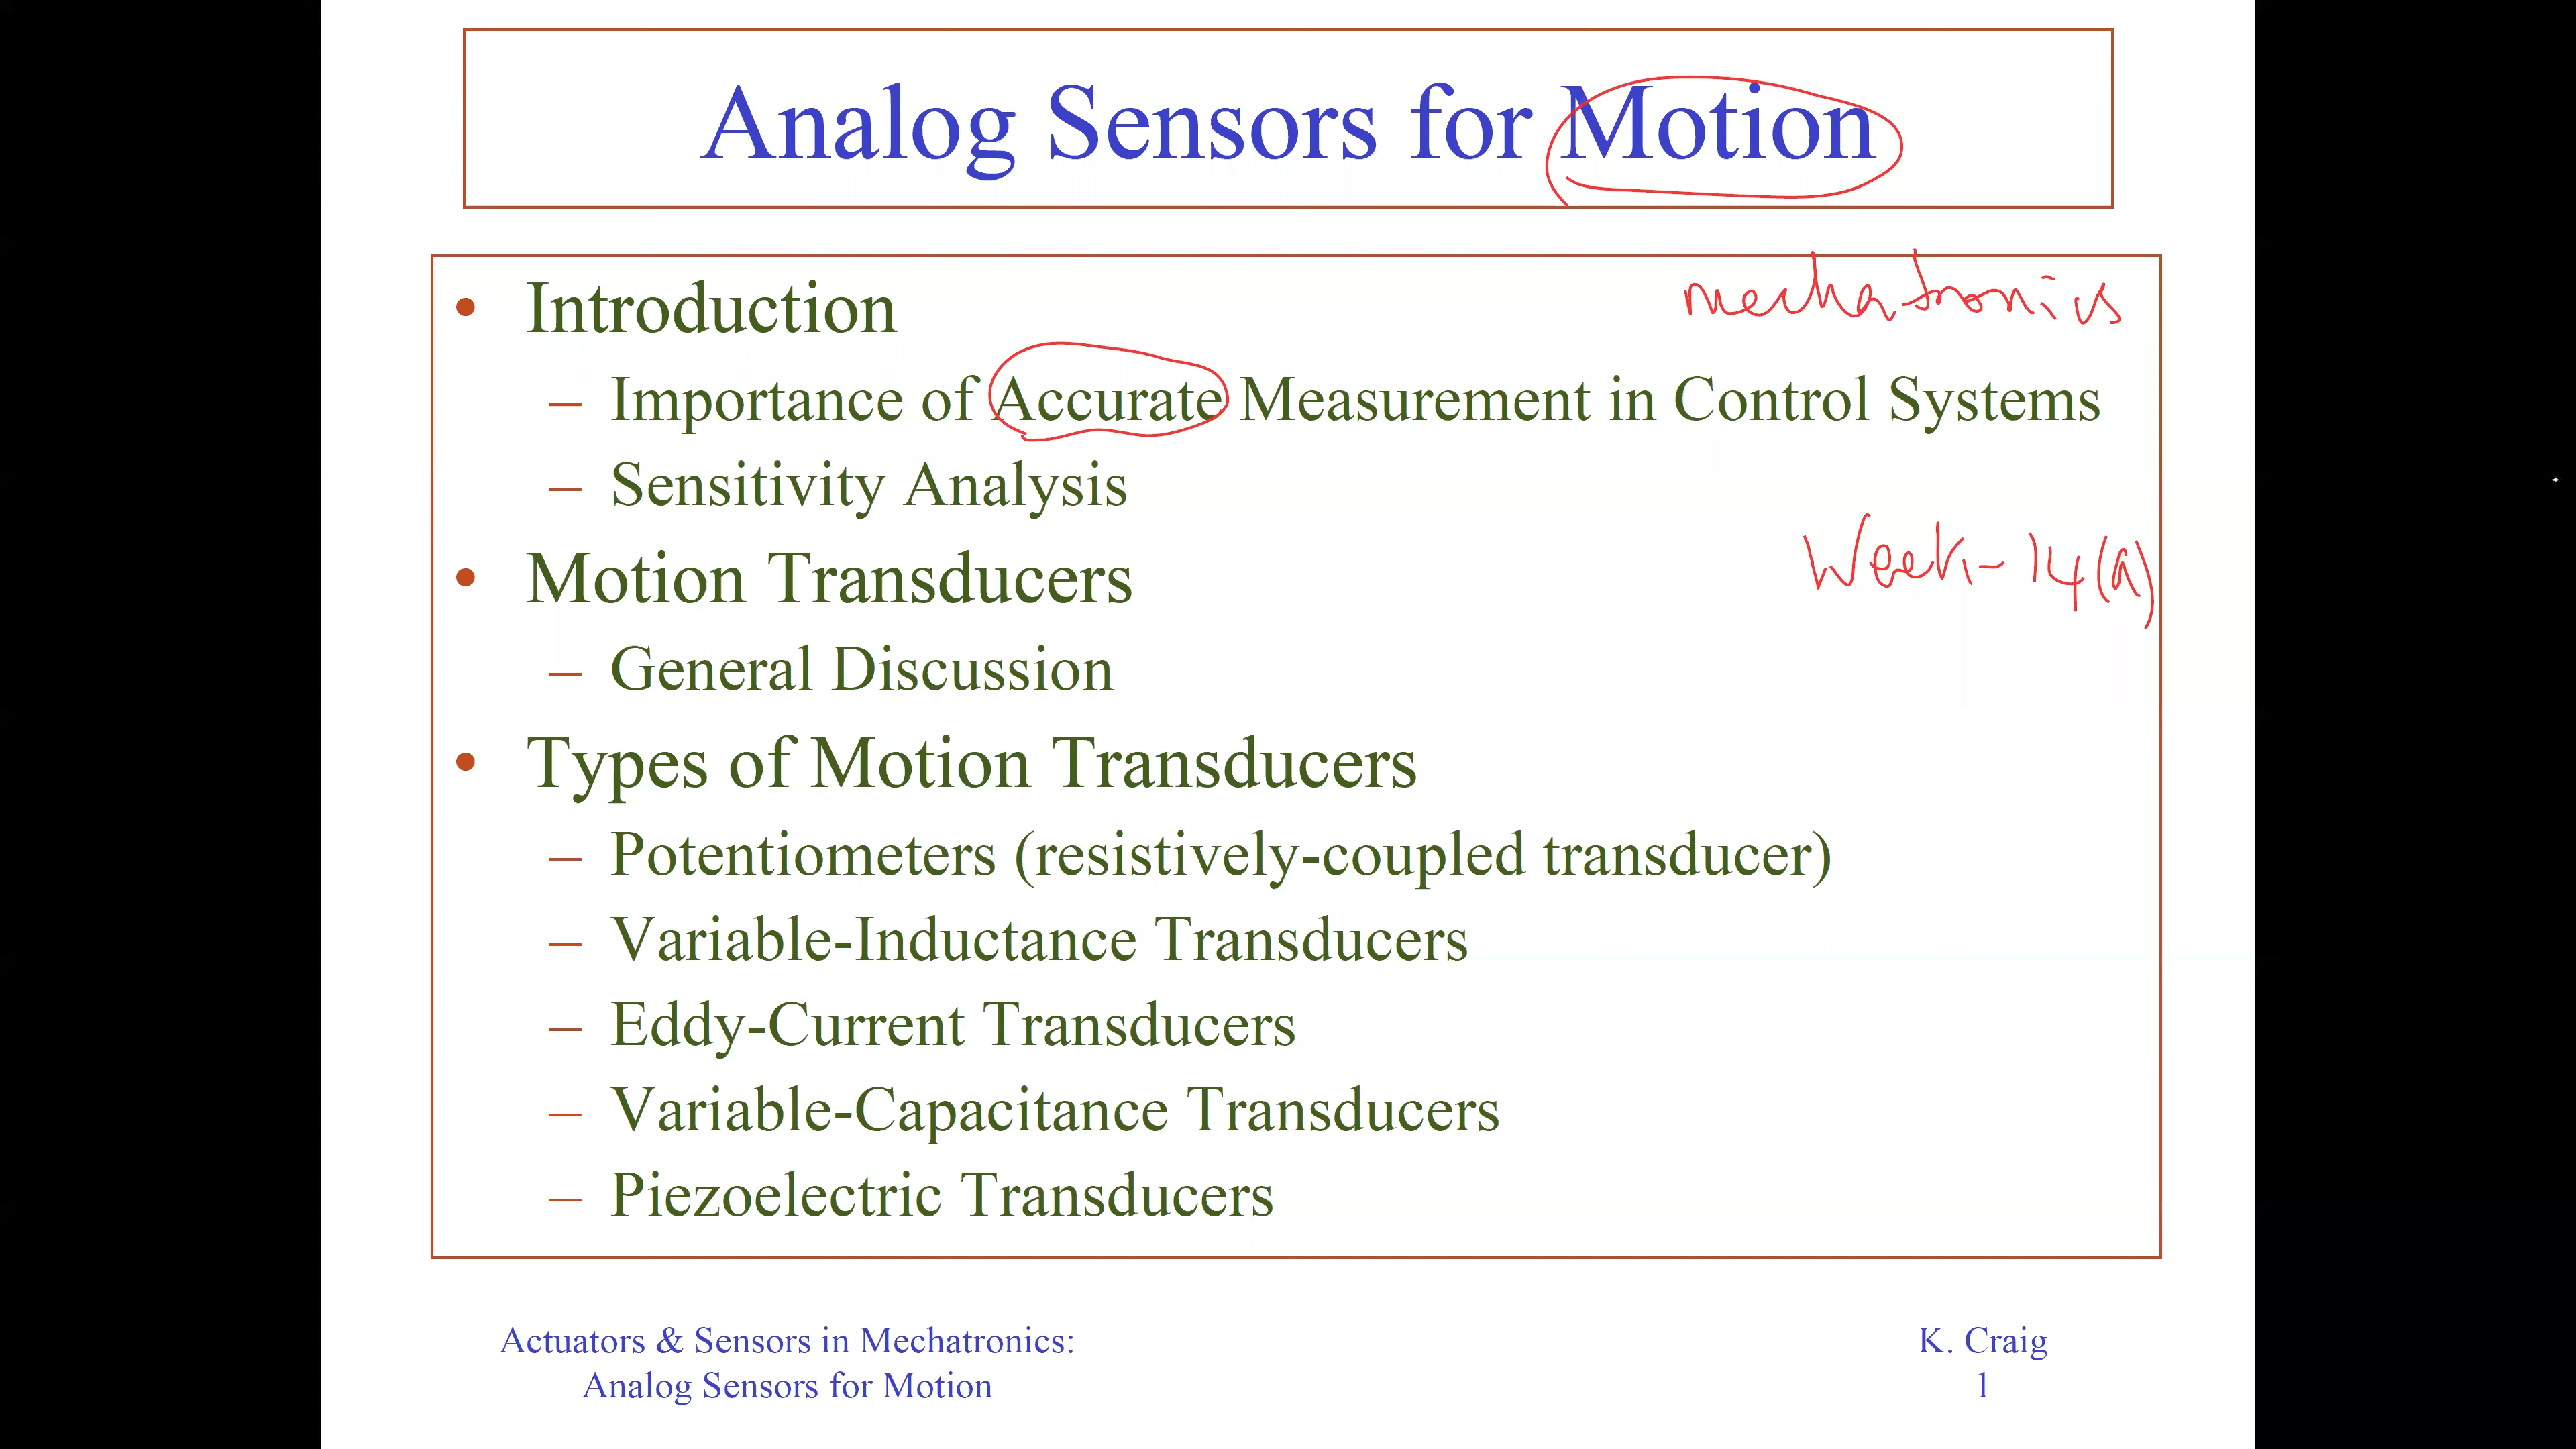 Analog Sensors for Motion
• Introduction
mechatronics
– Importance of Accurate Measurement in Control Systems
– Sensitivity Analysis
Week-14(a)
• Motion Transducers
– General Discussion
• Types of Motion Transducers
– Potentiometers (resistively-coupled transducer)
– Variable-Inductance Transducers
– Eddy-Current Transducers
– Variable-Capacitance Transducers
– Piezoelectric Transducers
Actuators & Sensors in Mechatronics:
Analog Sensors for Motion
K. Craig
1